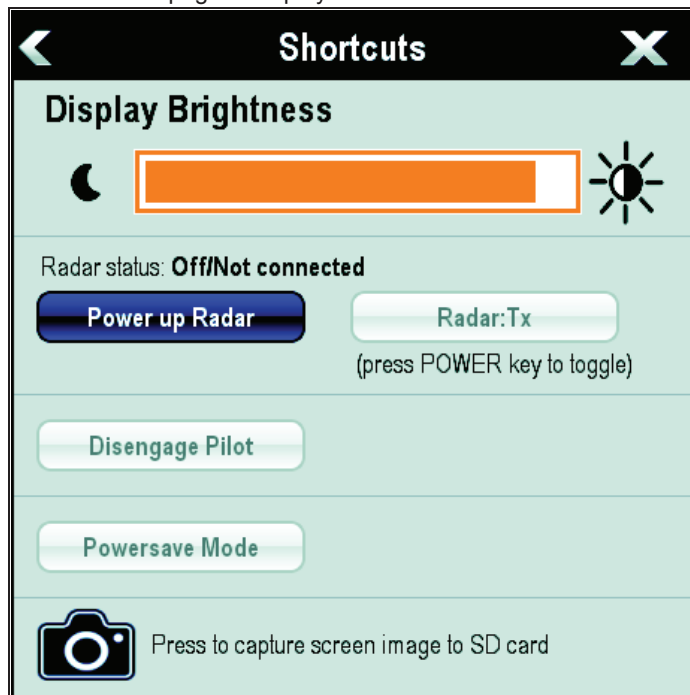 Shortcuts
Display Brightness
Radar status: Off/Not connected
Power up Radar
Radar:Tx
(press POWER key to toggle)
Disengage Pilot
Powersave Mode
Press to capture screen image to SD card